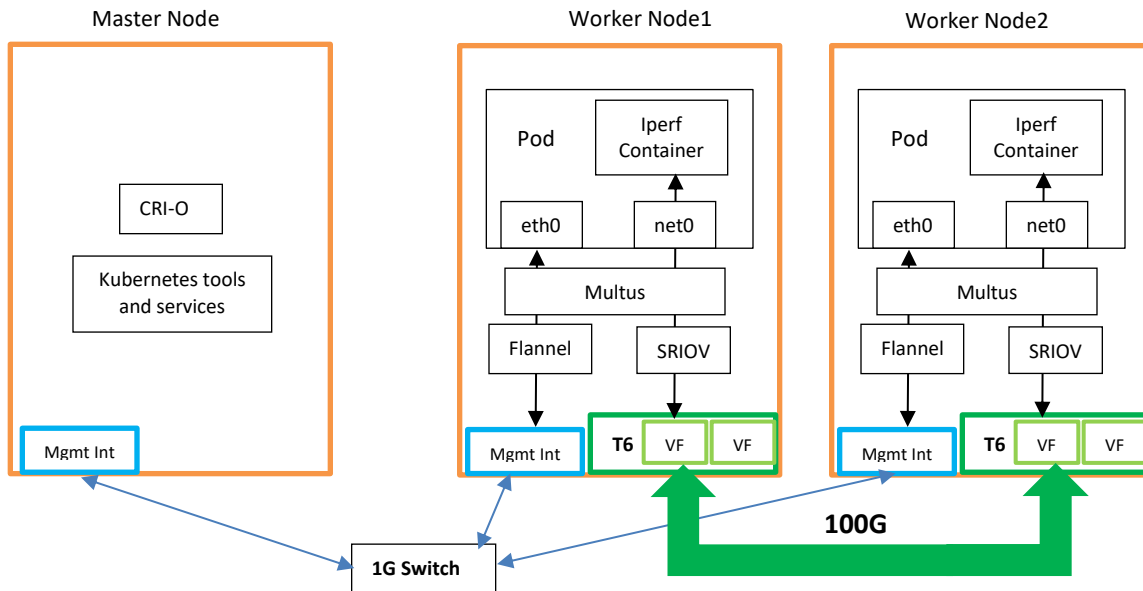 Master Node
CRI-O
Kubernetes tools
and services
Mgmt Int
Worker Node1
Pod
Iperf
Container
eth0
net0
Multus
Flannel
SRIOV
Mgmt Int
T6
VF
VF
Worker Node2
Pod
Iperf
Container
eth0
net0
Multus
Flannel
SRIOV
Mgmt Int
T6
VF
VF
100G
1G Switch